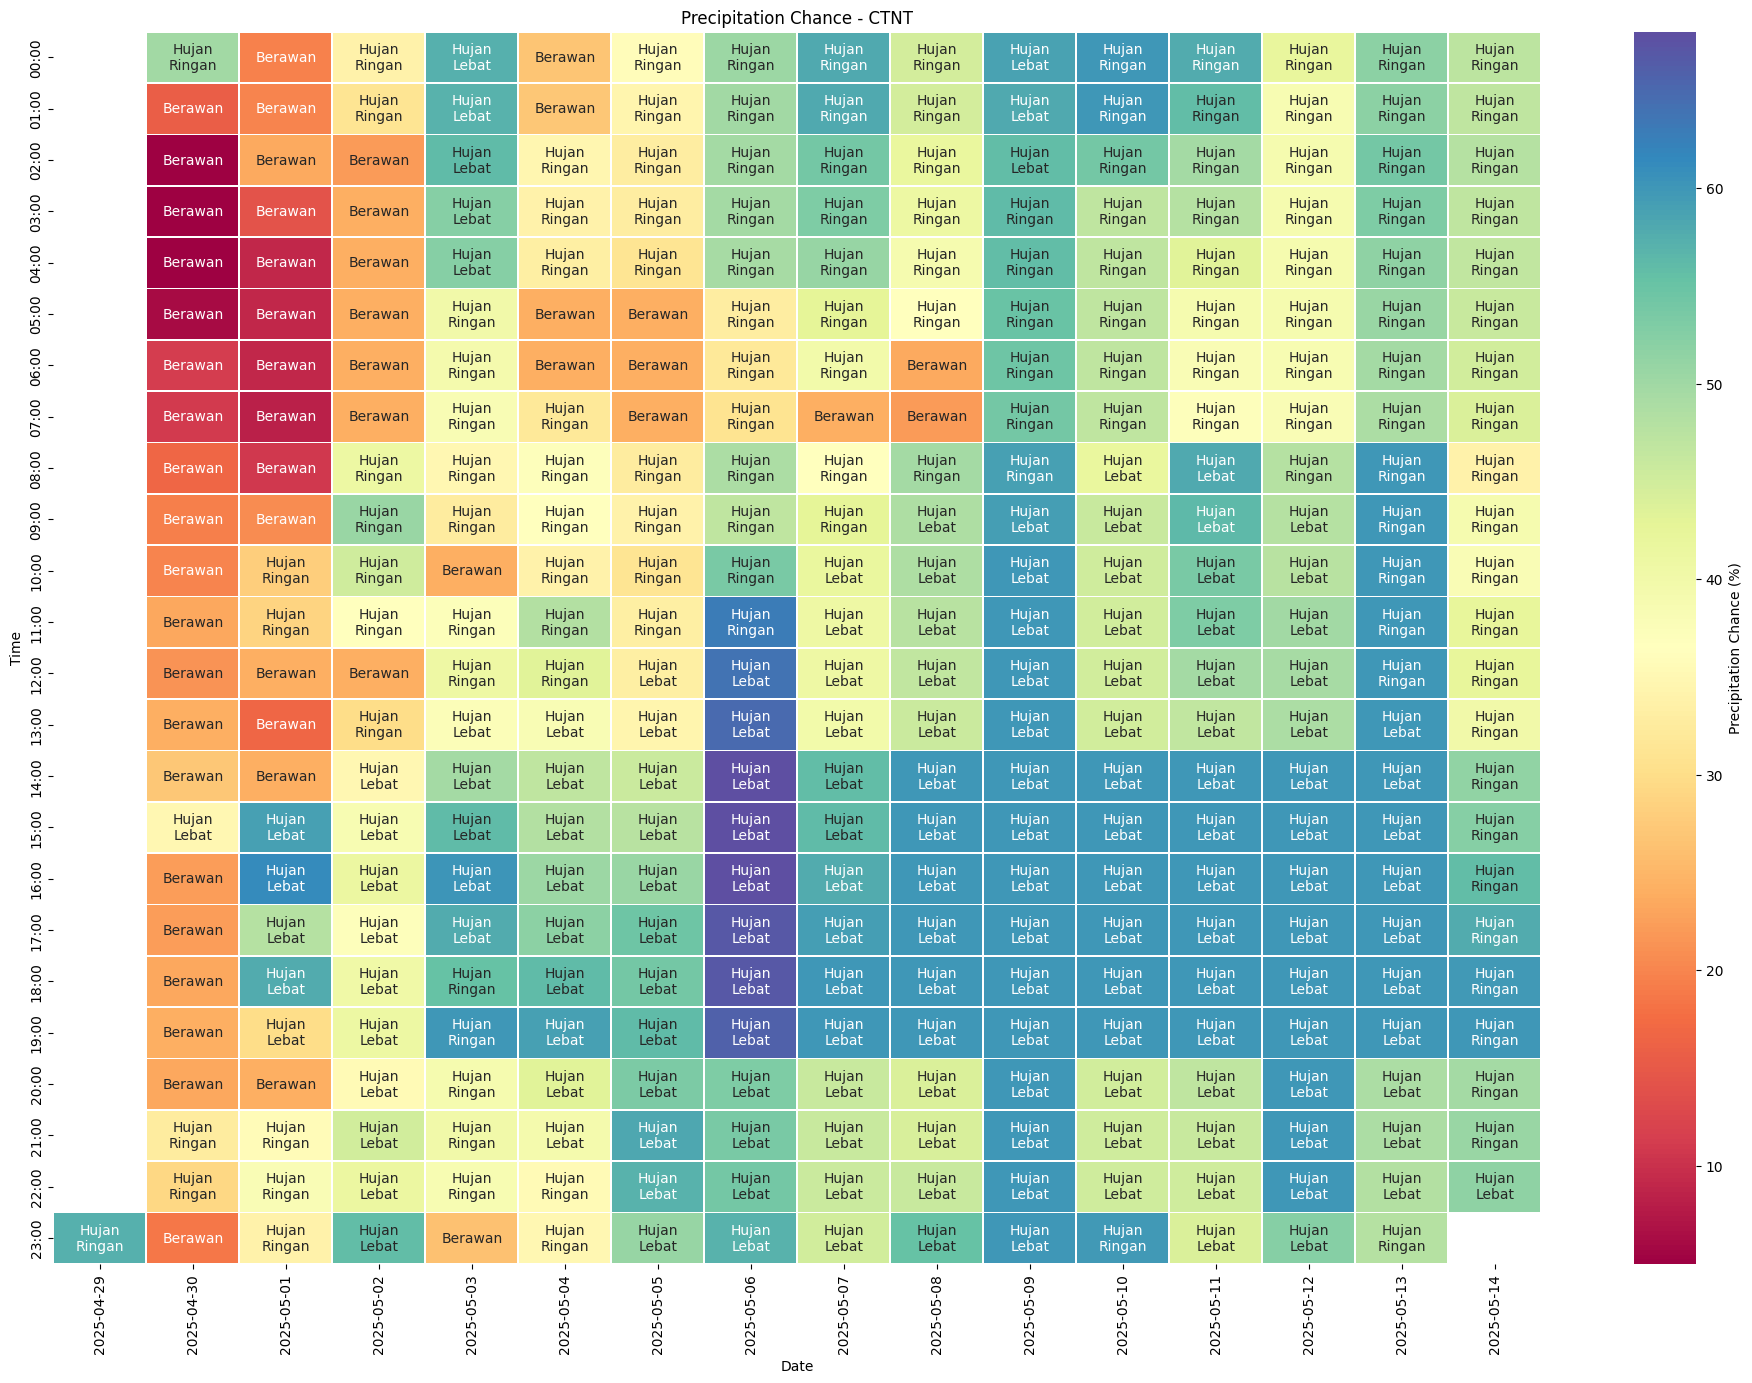 Precipitation Chance - CTNT
00:00 Hujan Ringan Berawan Hujan Ringan Hujan Lebat Berawan Hujan Ringan Hujan Ringan Hujan Ringan Hujan Ringan Hujan Lebat Hujan Ringan Hujan Ringan Hujan Ringan Hujan Ringan Hujan Ringan
01:00 Berawan Berawan Hujan Ringan Hujan Lebat Berawan Hujan Ringan Hujan Ringan Hujan Ringan Hujan Ringan Hujan Lebat Hujan Ringan Hujan Ringan Hujan Ringan Hujan Ringan Hujan Ringan
02:00 Berawan Berawan Berawan Hujan Lebat Hujan Ringan Hujan Ringan Hujan Ringan Hujan Ringan Hujan Ringan Hujan Lebat Hujan Ringan Hujan Ringan Hujan Ringan Hujan Ringan Hujan Ringan
03:00 Berawan Berawan Berawan Hujan Lebat Hujan Ringan Hujan Ringan Hujan Ringan Hujan Ringan Hujan Ringan Hujan Ringan Hujan Ringan Hujan Ringan Hujan Ringan Hujan Ringan Hujan Ringan
04:00 Berawan Berawan Berawan Hujan Lebat Hujan Ringan Hujan Ringan Hujan Ringan Hujan Ringan Hujan Ringan Hujan Ringan Hujan Ringan Hujan Ringan Hujan Ringan Hujan Ringan Hujan Ringan
05:00 Berawan Berawan Berawan Hujan Ringan Berawan Berawan Hujan Ringan Hujan Ringan Hujan Ringan Hujan Ringan Hujan Ringan Hujan Ringan Hujan Ringan Hujan Ringan Hujan Ringan
06:00 Berawan Berawan Berawan Hujan Ringan Berawan Berawan Hujan Ringan Hujan Ringan Berawan Hujan Ringan Hujan Ringan Hujan Ringan Hujan Ringan Hujan Ringan Hujan Ringan
07:00 Berawan Berawan Berawan Hujan Ringan Hujan Ringan Berawan Hujan Ringan Berawan Berawan Hujan Ringan Hujan Ringan Hujan Ringan Hujan Ringan Hujan Ringan Hujan Ringan
08:00 Berawan Berawan Hujan Ringan Hujan Ringan Hujan Ringan Hujan Ringan Hujan Ringan Hujan Ringan Hujan Ringan Hujan Ringan Hujan Lebat Hujan Lebat Hujan Ringan Hujan Ringan Hujan Ringan
09:00 Berawan Berawan Hujan Ringan Hujan Ringan Hujan Ringan Hujan Ringan Hujan Ringan Hujan Ringan Hujan Lebat Hujan Lebat Hujan Lebat Hujan Lebat Hujan Lebat Hujan Ringan Hujan Ringan
10:00 Berawan Hujan Ringan Hujan Ringan Berawan Hujan Ringan Hujan Ringan Hujan Ringan Hujan Lebat Hujan Lebat Hujan Lebat Hujan Lebat Hujan Lebat Hujan Lebat Hujan Ringan Hujan Ringan
11:00 Berawan Hujan Ringan Hujan Ringan Hujan Ringan Hujan Ringan Hujan Ringan Hujan Ringan Hujan Lebat Hujan Lebat Hujan Lebat Hujan Lebat Hujan Lebat Hujan Lebat Hujan Ringan Hujan Ringan
12:00 Berawan Berawan Berawan Hujan Ringan Hujan Ringan Hujan Lebat Hujan Lebat Hujan Lebat Hujan Lebat Hujan Lebat Hujan Lebat Hujan Lebat Hujan Lebat Hujan Ringan Hujan Ringan
13:00 Berawan Berawan Hujan Ringan Hujan Lebat Hujan Lebat Hujan Lebat Hujan Lebat Hujan Lebat Hujan Lebat Hujan Lebat Hujan Lebat Hujan Lebat Hujan Lebat Hujan Lebat Hujan Ringan
14:00 Berawan Berawan Hujan Lebat Hujan Lebat Hujan Lebat Hujan Lebat Hujan Lebat Hujan Lebat Hujan Lebat Hujan Lebat Hujan Lebat Hujan Lebat Hujan Lebat Hujan Lebat Hujan Ringan
15:00 Hujan Lebat Hujan Lebat Hujan Lebat Hujan Lebat Hujan Lebat Hujan Lebat Hujan Lebat Hujan Lebat Hujan Lebat Hujan Lebat Hujan Lebat Hujan Lebat Hujan Lebat Hujan Lebat Hujan Ringan
16:00 Berawan Hujan Lebat Hujan Lebat Hujan Lebat Hujan Lebat Hujan Lebat Hujan Lebat Hujan Lebat Hujan Lebat Hujan Lebat Hujan Lebat Hujan Lebat Hujan Lebat Hujan Lebat Hujan Ringan
17:00 Berawan Hujan Lebat Hujan Lebat Hujan Lebat Hujan Lebat Hujan Lebat Hujan Lebat Hujan Lebat Hujan Lebat Hujan Lebat Hujan Lebat Hujan Lebat Hujan Lebat Hujan Lebat Hujan Ringan
18:00 Berawan Hujan Lebat Hujan Lebat Hujan Ringan Hujan Lebat Hujan Lebat Hujan Lebat Hujan Lebat Hujan Lebat Hujan Lebat Hujan Lebat Hujan Lebat Hujan Lebat Hujan Lebat Hujan Ringan
19:00 Berawan Hujan Lebat Hujan Lebat Hujan Ringan Hujan Lebat Hujan Lebat Hujan Lebat Hujan Lebat Hujan Lebat Hujan Lebat Hujan Lebat Hujan Lebat Hujan Lebat Hujan Lebat Hujan Ringan
20:00 Berawan Berawan Hujan Lebat Hujan Ringan Hujan Lebat Hujan Lebat Hujan Lebat Hujan Lebat Hujan Lebat Hujan Lebat Hujan Lebat Hujan Lebat Hujan Lebat Hujan Lebat Hujan Ringan
21:00 Hujan Ringan Hujan Ringan Hujan Lebat Hujan Ringan Hujan Lebat Hujan Lebat Hujan Lebat Hujan Lebat Hujan Lebat Hujan Lebat Hujan Lebat Hujan Lebat Hujan Lebat Hujan Lebat Hujan Ringan
22:00 Hujan Ringan Hujan Ringan Hujan Lebat Hujan Ringan Hujan Ringan Hujan Lebat Hujan Lebat Hujan Lebat Hujan Lebat Hujan Lebat Hujan Lebat Hujan Lebat Hujan Lebat Hujan Lebat Hujan Lebat
23:00 Hujan Ringan Berawan Hujan Ringan Hujan Lebat Berawan Hujan Ringan Hujan Lebat Hujan Lebat Hujan Lebat Hujan Lebat Hujan Lebat Hujan Ringan Hujan Lebat Hujan Lebat Hujan Ringan
Time
2025-04-29 2025-04-30 2025-05-01 2025-05-02 2025-05-03 2025-05-04 2025-05-05 2025-05-06 2025-05-07 2025-05-08 2025-05-09 2025-05-10 2025-05-11 2025-05-12 2025-05-13 2025-05-14
Date
60
50
40
30
20
10
Precipitation Chance (%)